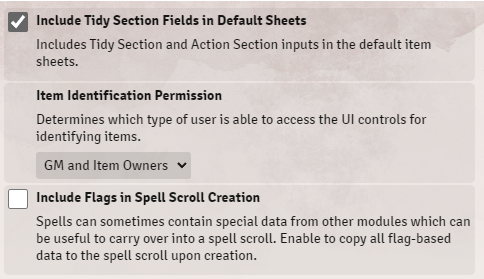 Include Tidy Section Fields in Default Sheets
Includes Tidy Section and Action Section inputs in the default item
sheets.
Item Identification Permission
Determines which type of user is able to access the UI controls for
identifying items.
GM and Item Owners
Include Flags in Spell Scroll Creation
Spells can sometimes contain special data from other modules which can
be useful to carry over into a spell scroll. Enable to copy all flag-based
data to the spell scroll upon creation.